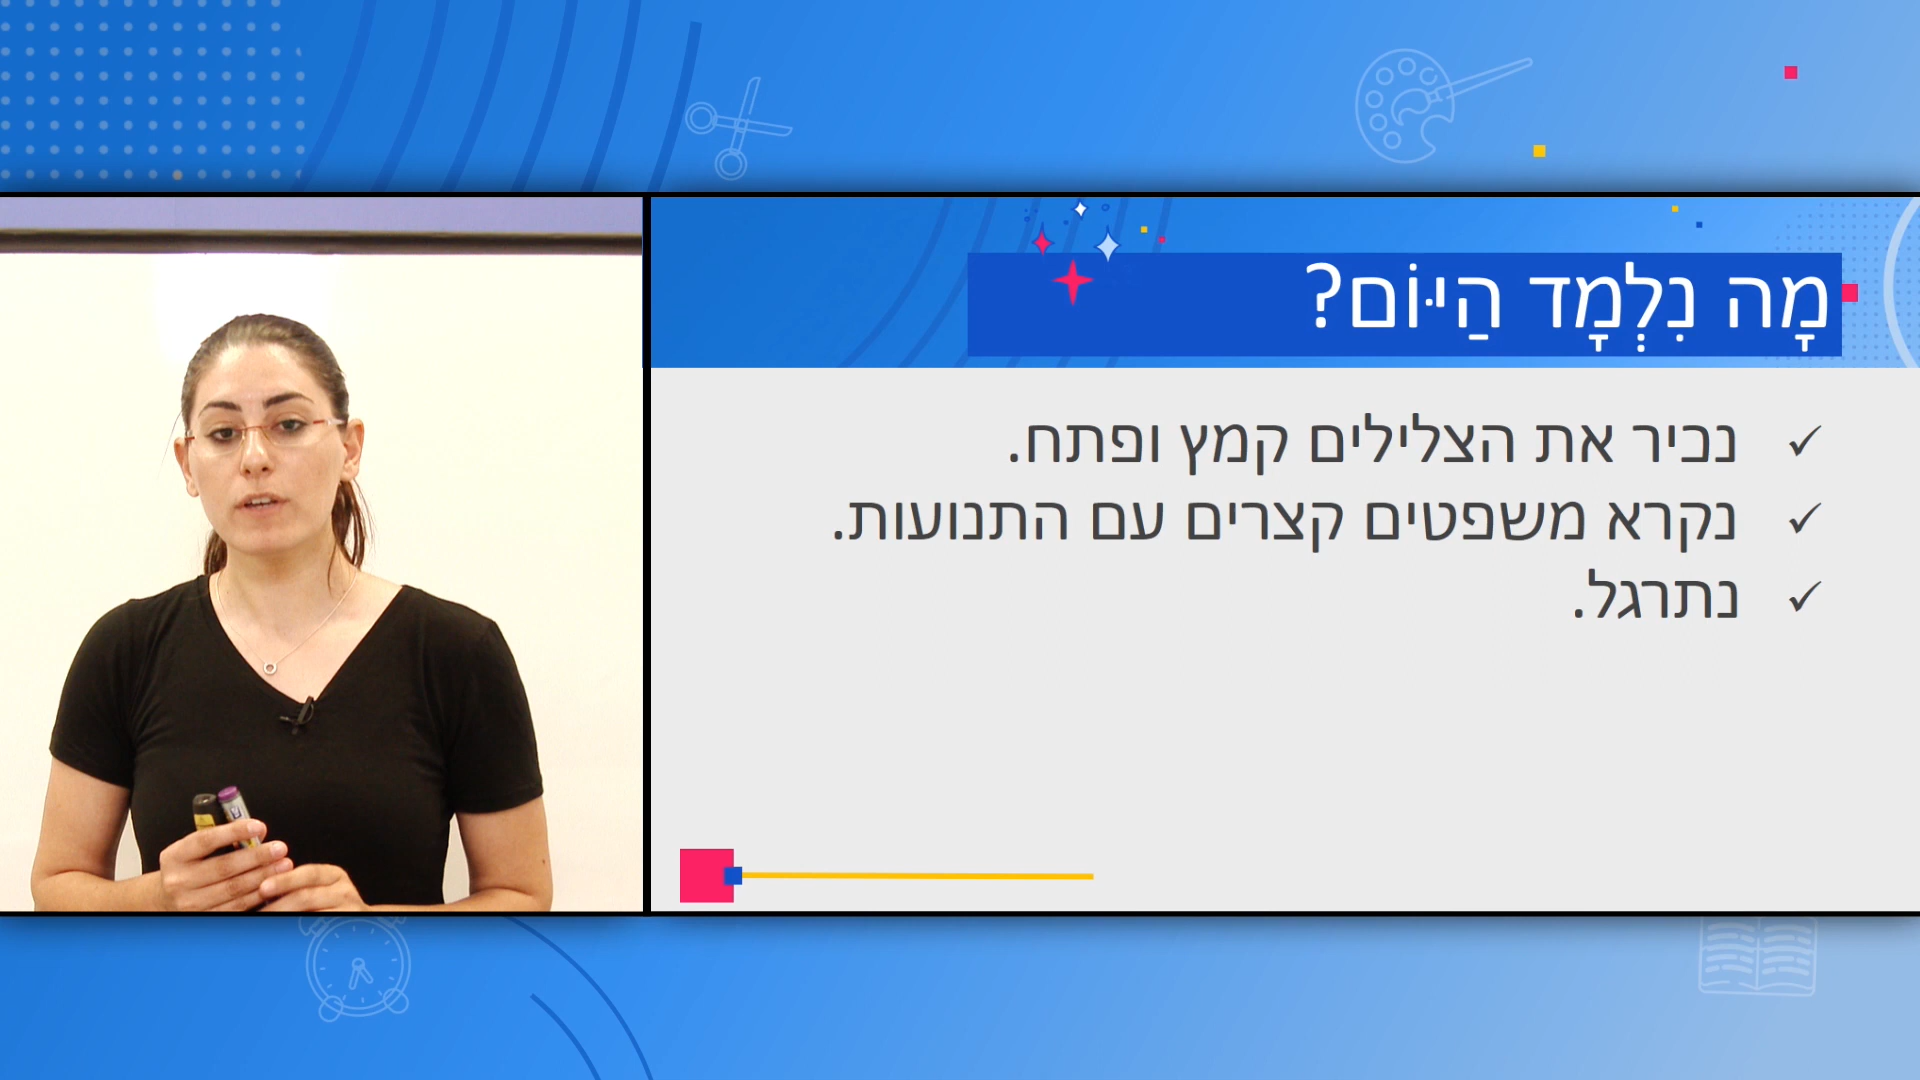 מָה נִלְמָד הַיּוֹם?
✓ נכיר את הצלילים קמץ ופתח.
✓ נקרא משפטים קצרים עם התנועות.
✓ נתרגל.